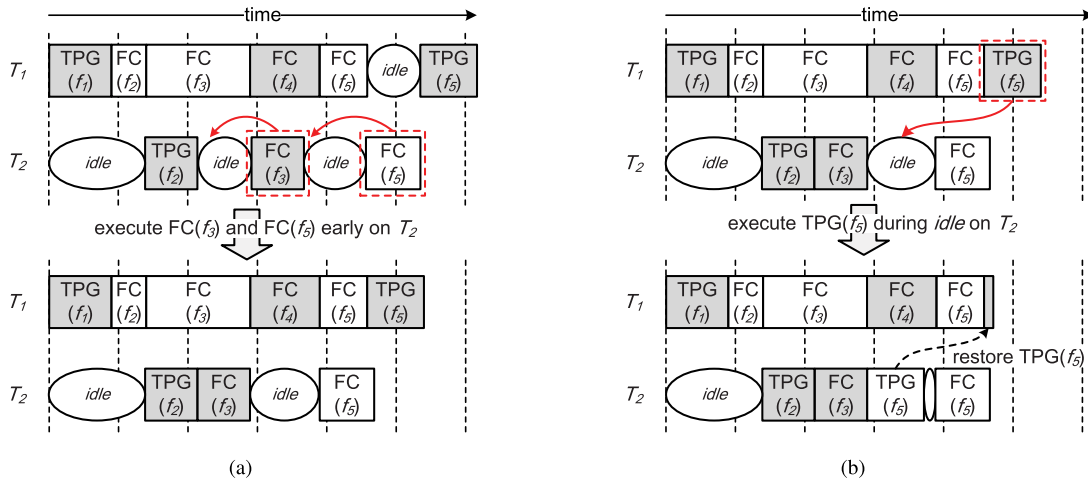 time
T1 TPG (f1) FC (f2) FC (f3) FC (f4) FC (f5) idle TPG (f5)
T2 idle TPG (f2) idle FC (f3) idle FC (f5)
execute FC(f3) and FC(f5) early on T2
T1 TPG (f1) FC (f2) FC (f3) FC (f4) FC (f5) TPG (f5)
T2 idle TPG (f2) FC (f3) idle FC (f5)
(a)
time
T1 TPG (f1) FC (f2) FC (f3) FC (f4) FC (f5) TPG (f5)
T2 idle TPG (f2) FC (f3) idle FC (f5)
execute TPG(f5) during idle on T2
T1 TPG (f1) FC (f2) FC (f3) FC (f4) FC (f5)
restore TPG(f5)
T2 idle TPG (f2) FC (f3) TPG (f5) FC (f5)
(b)